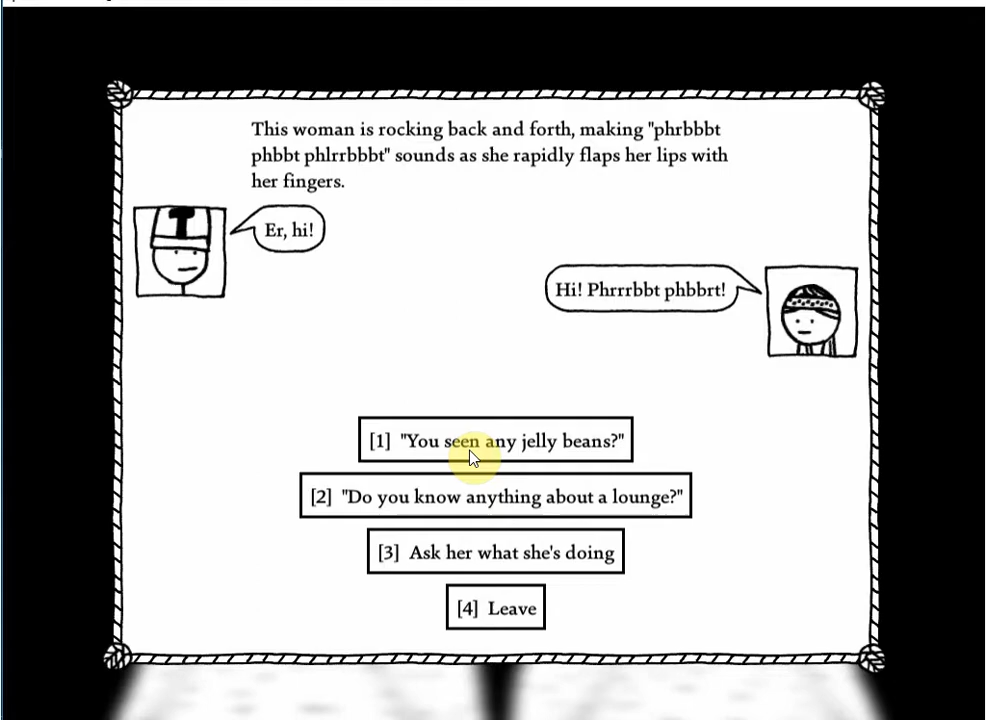 This woman is rocking back and forth, making "phrbbbt
phbbt phlrrbbbt" sounds as she rapidly flaps her lips with
her fingers.
I
Er, hi!
Hi! Phrrrbbt phbbrt!
[1] "You seen any jelly beans?"
[2] "Do you know anything about a lounge?"
[3] Ask her what she's doing
[4] Leave